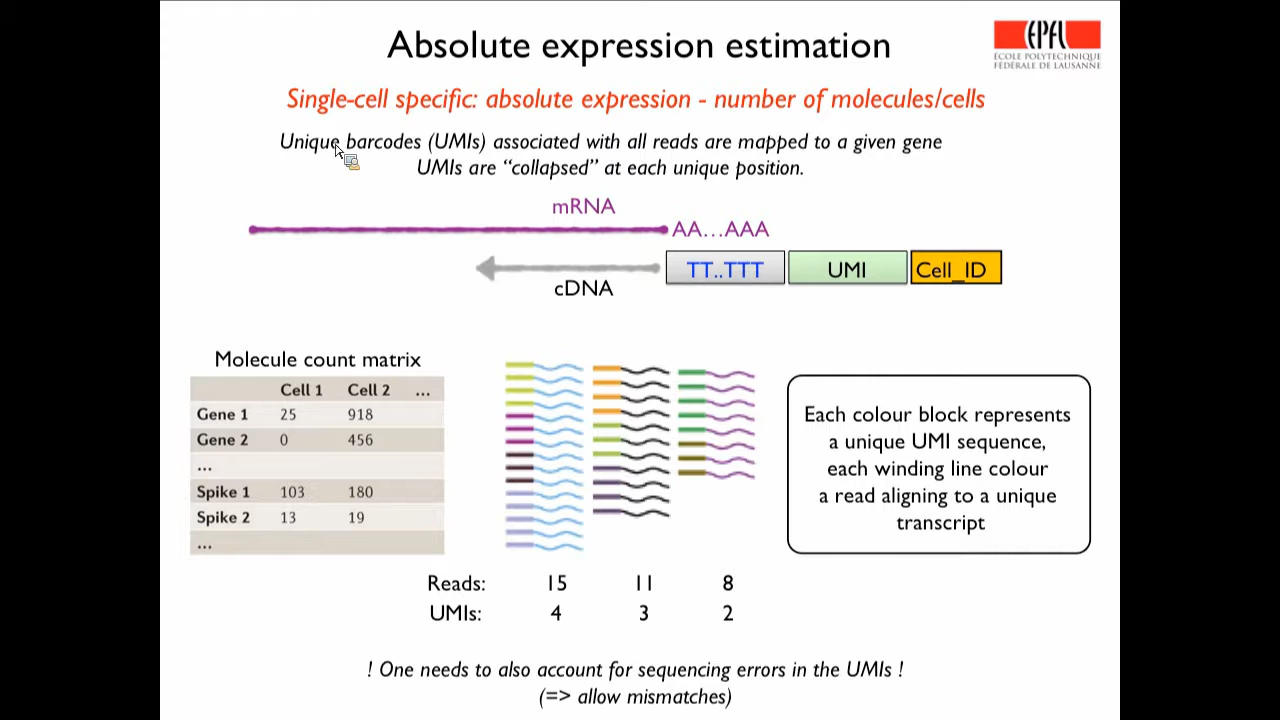 Absolute expression estimation
EPFL
ÉCOLE POLYTECHNIQUE
FÉDÉRALE DE LAUSANNE
Single-cell specific: absolute expression - number of molecules/cells
Unique barcodes (UMIs) associated with all reads are mapped to a given gene
UMIs are “collapsed” at each unique position.
mRNA
AA…AAA
TT..TTT UMI Cell_ID
cDNA
Molecule count matrix
Cell 1 Cell 2 …
Gene 1 25 918
Gene 2 0 456
…
Spike 1 103 180
Spike 2 13 19
…
Each colour block represents
a unique UMI sequence,
each winding line colour
a read aligning to a unique
transcript
Reads: 15 11 8
UMIs: 4 3 2
! One needs to also account for sequencing errors in the UMIs !
(=> allow mismatches)